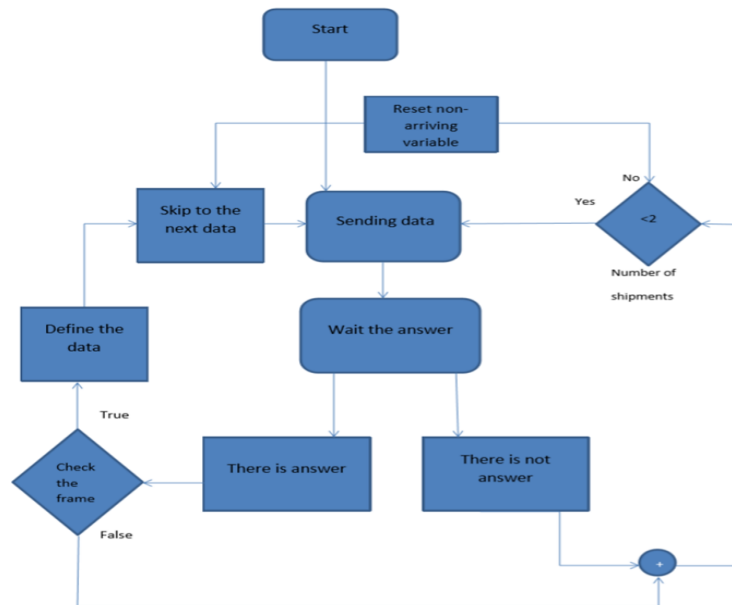 Start
Reset non-
arriving
variable
No
Skip to the
next data
Sending data
Yes
<2
Number of
shipments
Define the
data
Wait the answer
True
Check
the
frame
There is answer
There is not
answer
False
+